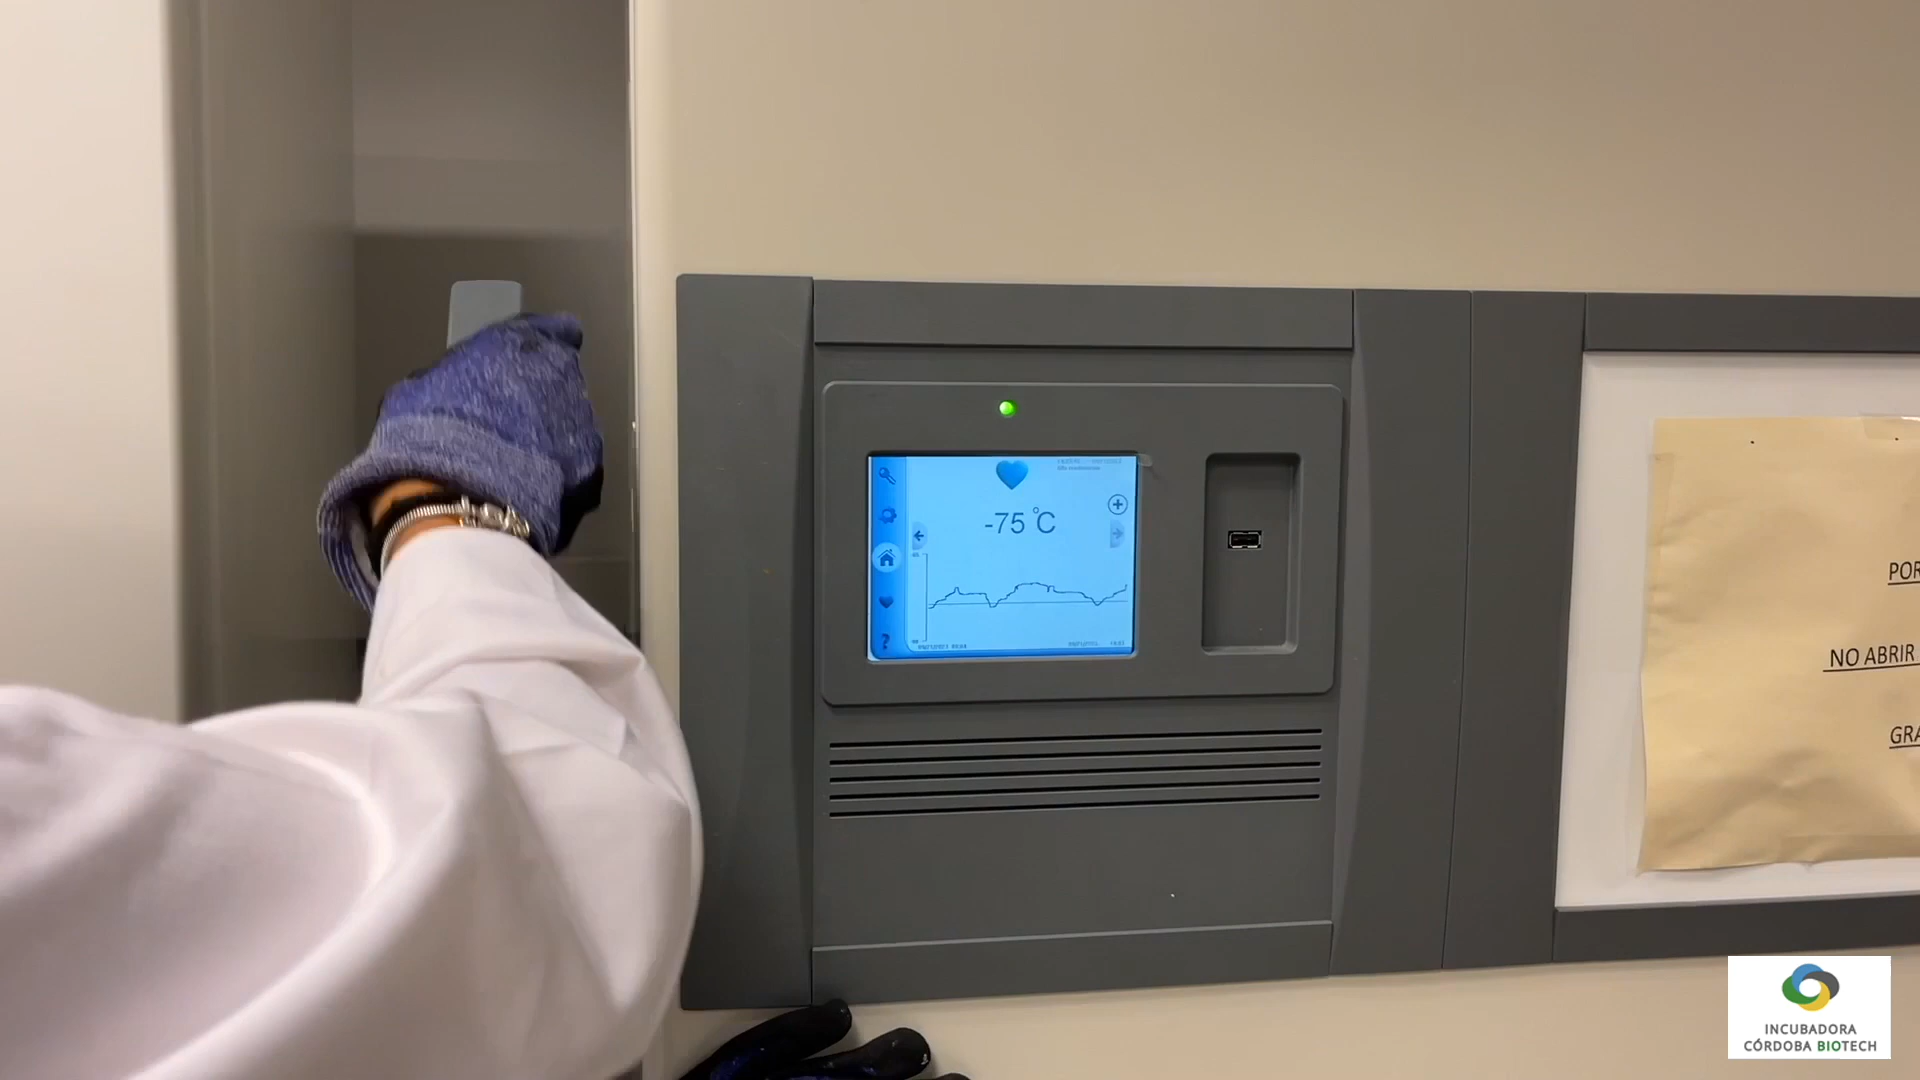 -75 °C
?
POR
NO ABRIR
GRA
INCUBADORA
CÓRDOBA BIOTECH